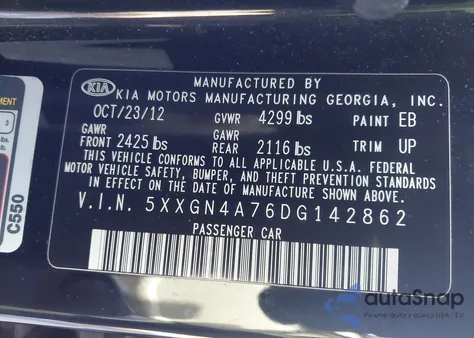 MANUFACTURED BY
KIA KIA MOTORS MANUFACTURING GEORGIA, INC.
OCT/23/12 GVWR 4299 lbs PAINT EB
GAWR FRONT 2425 lbs GAWR REAR 2116 lbs TRIM UP
THIS VEHICLE CONFORMS TO ALL APPLICABLE U.S.A. FEDERAL
MOTOR VEHICLE SAFETY, BUMPER, AND THEFT PREVENTION STANDARDS
IN EFFECT ON THE DATE OF MANUFACTURE SHOWN ABOVE.
V.I.N. 5XXGN4A76DG142862
PASSENGER CAR
MENT
3
C550
autoSnap